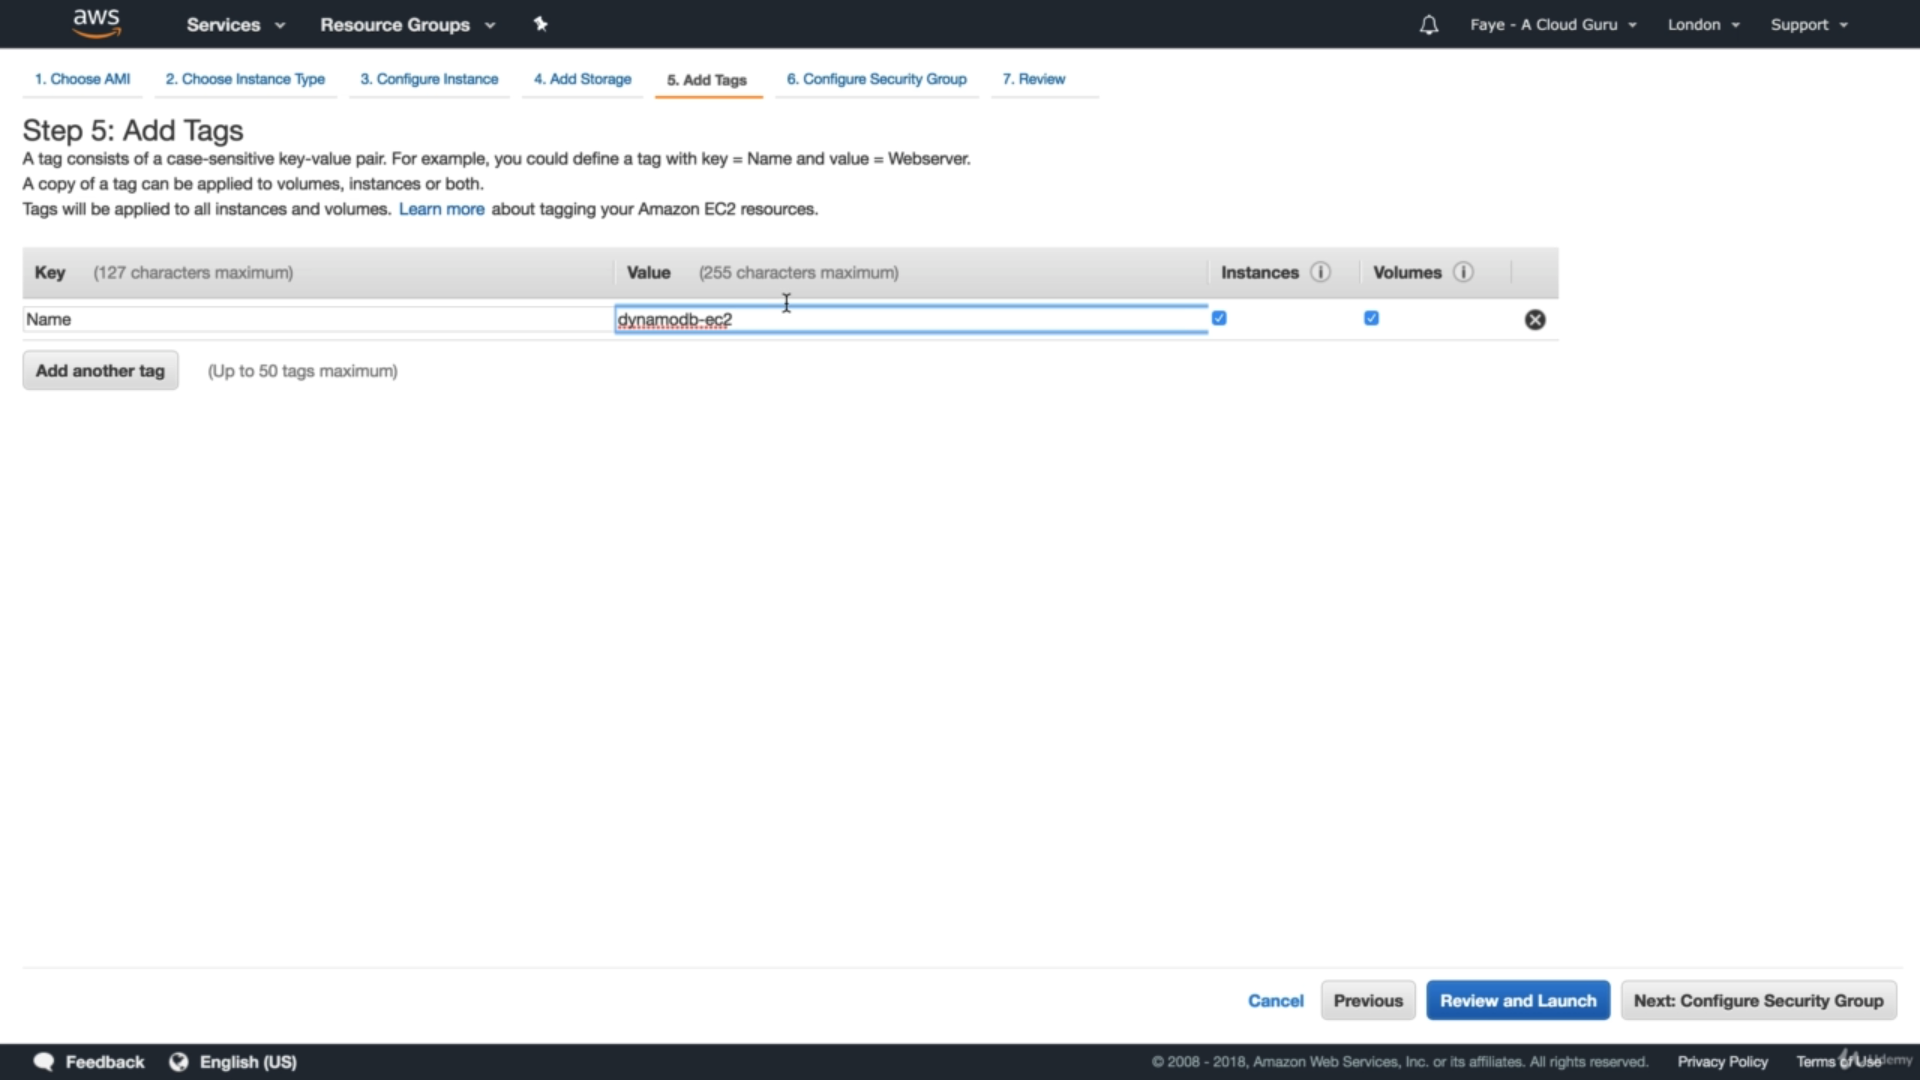 aws Services Resource Groups Faye - A Cloud Guru London Support
1. Choose AMI 2. Choose Instance Type 3. Configure Instance 4. Add Storage 5. Add Tags 6. Configure Security Group 7. Review
Step 5: Add Tags
A tag consists of a case-sensitive key-value pair. For example, you could define a tag with key = Name and value = Webserver.
A copy of a tag can be applied to volumes, instances or both.
Tags will be applied to all instances and volumes. Learn more about tagging your Amazon EC2 resources.
Key (127 characters maximum) Value (255 characters maximum) Instances i Volumes i
Name dynamodb-ec2
Add another tag (Up to 50 tags maximum)
Cancel Previous Review and Launch Next: Configure Security Group
Feedback English (US) © 2008 - 2018, Amazon Web Services, Inc. or its affiliates. All rights reserved. Privacy Policy Terms of Use